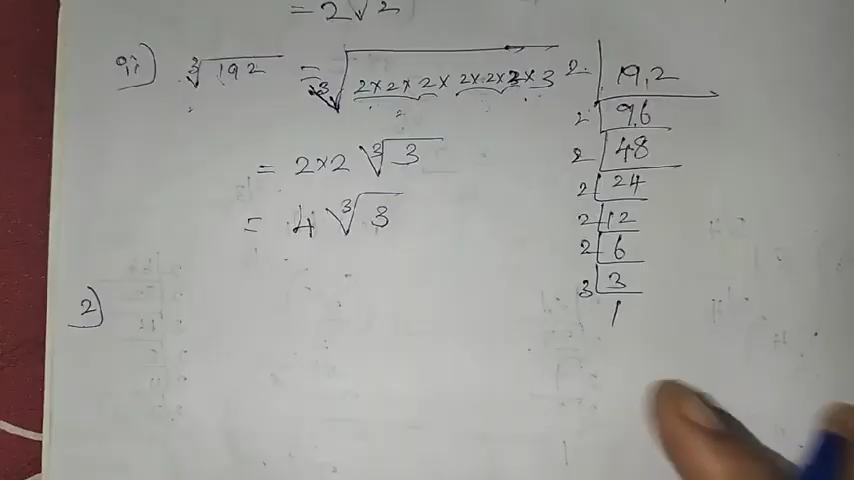 = 2√2
ii) ∛192 = ∛2×2×2×2×2×2×3
= 2×2 ∛3
= 4 ∛3
2 | 192
2 | 96
2 | 48
2 | 24
2 | 12
2 | 6
3 | 3
1
2)